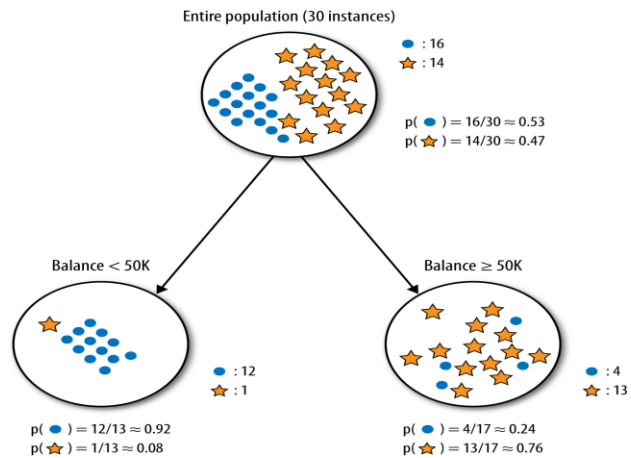 Entire population (30 instances)
: 16
: 14
p( ) = 16/30 ≈ 0.53
p( ) = 14/30 ≈ 0.47
Balance < 50K
Balance ≥ 50K
: 12
: 1
: 4
: 13
p( ) = 12/13 ≈ 0.92
p( ) = 1/13 ≈ 0.08
p( ) = 4/17 ≈ 0.24
p( ) = 13/17 ≈ 0.76